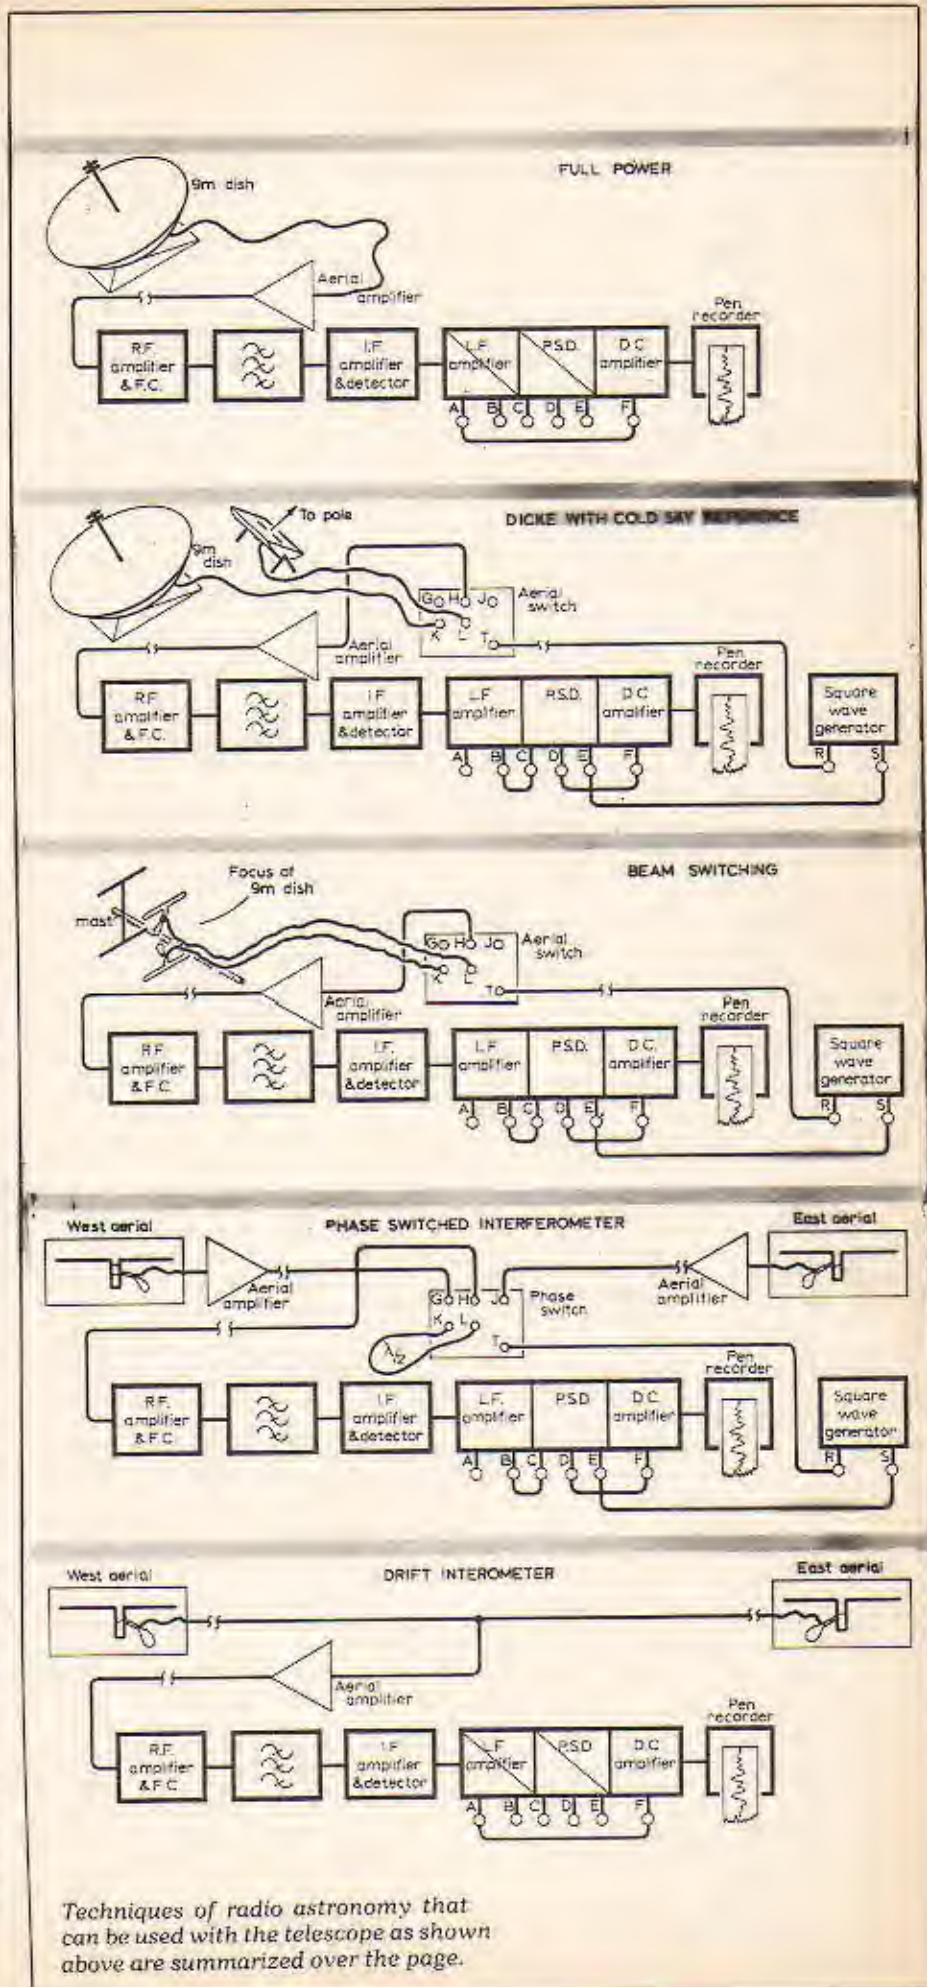 FULL POWER
9m dish
Aerial
amplifier
Pen
recorder
R.F.
amplifier
& F.C.
I.F
amplifier
& detector
L.F.
amplifier
P.S.D.
D.C
amplifier
A B C D E F
DICKE WITH COLD SKY REFERENCE
To pole
9m
dish
G H J
K L
T
Aerial
switch
Aerial
amplifier
Pen
recorder
R.F
amplifier
& F.C.
I.F
amplifier
& detector
L.F
amplifier
P.S.D.
D C
amplifier
Square
wave
generator
A B C D E F
R S
BEAM SWITCHING
Focus of
9m dish
mast
G H J
K L
T
Aerial
switch
Aerial
amplifier
Pen
recorder
R.F
amplifier
& F.C
I.F.
amplifier
& detector
L.F
amplifier
P.S.D.
D.C.
amplifier
Square
wave
generator
A B C D E F
R S
PHASE SWITCHED INTERFEROMETER
West aerial
East aerial
Aerial
amplifier
Aerial
amplifier
G H J
K L
T
Phase
switch
λ/2
Pen
recorder
R.F.
amplifier
& F.C
I.F
amplifier
& detector
L.F.
amplifier
P.S.D
D.C
amplifier
Square
wave
generator
A B C D E F
R S
DRIFT INTEROMETER
West aerial
East aerial
Aerial
amplifier
Pen
recorder
R.F.
amplifier
& F.C
I.F
amplifier
& detector
L.F
amplifier
P.S.D
D.C
amplifier
A B C D E F
Techniques of radio astronomy that
can be used with the telescope as shown
above are summarized over the page.